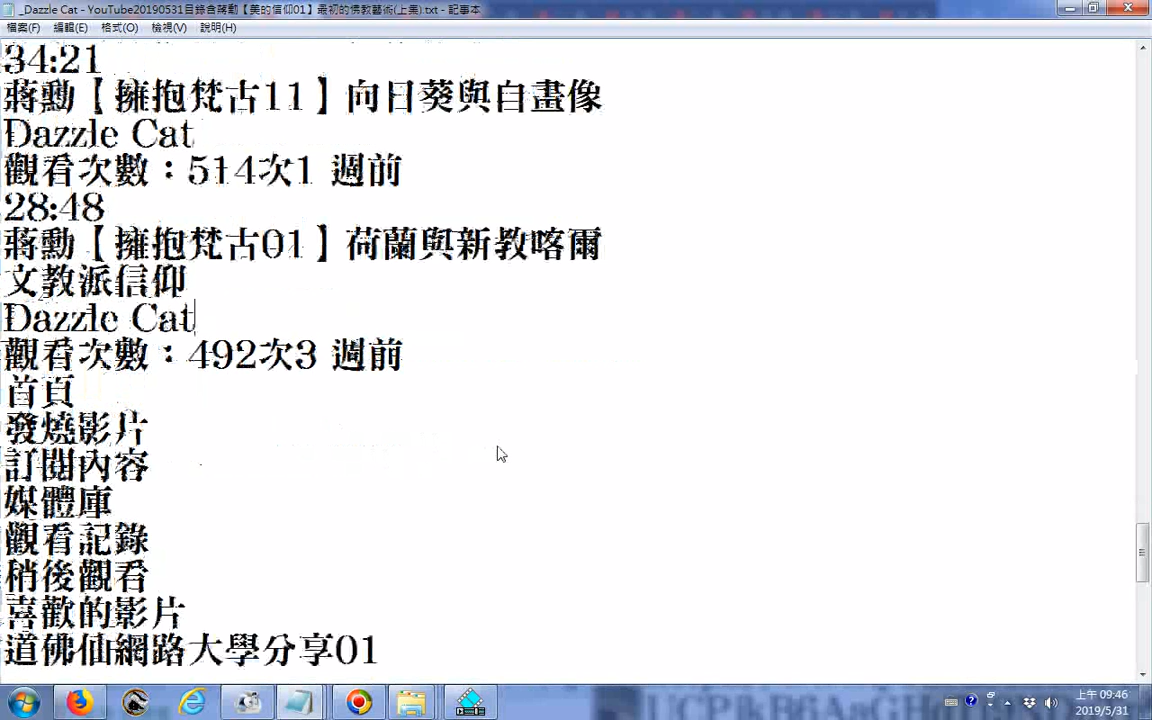 _Dazzle Cat - YouTube20190531目錄含蔣勳【美的信仰01】最初的佛教藝術(上集).txt - 記事本
檔案(F) 編輯(E) 格式(O) 檢視(V) 說明(H)
34:21
蔣勳【擁抱梵古11】向日葵與自畫像
Dazzle Cat
觀看次數：514次1 週前
28:48
蔣勳【擁抱梵古01】荷蘭與新教喀爾
文教派信仰
Dazzle Cat
觀看次數：492次3 週前
首頁
發燒影片
訂閱內容
媒體庫
觀看記錄
稍後觀看
喜歡的影片
道佛仙網路大學分享01
上午 09:46
2019/5/31